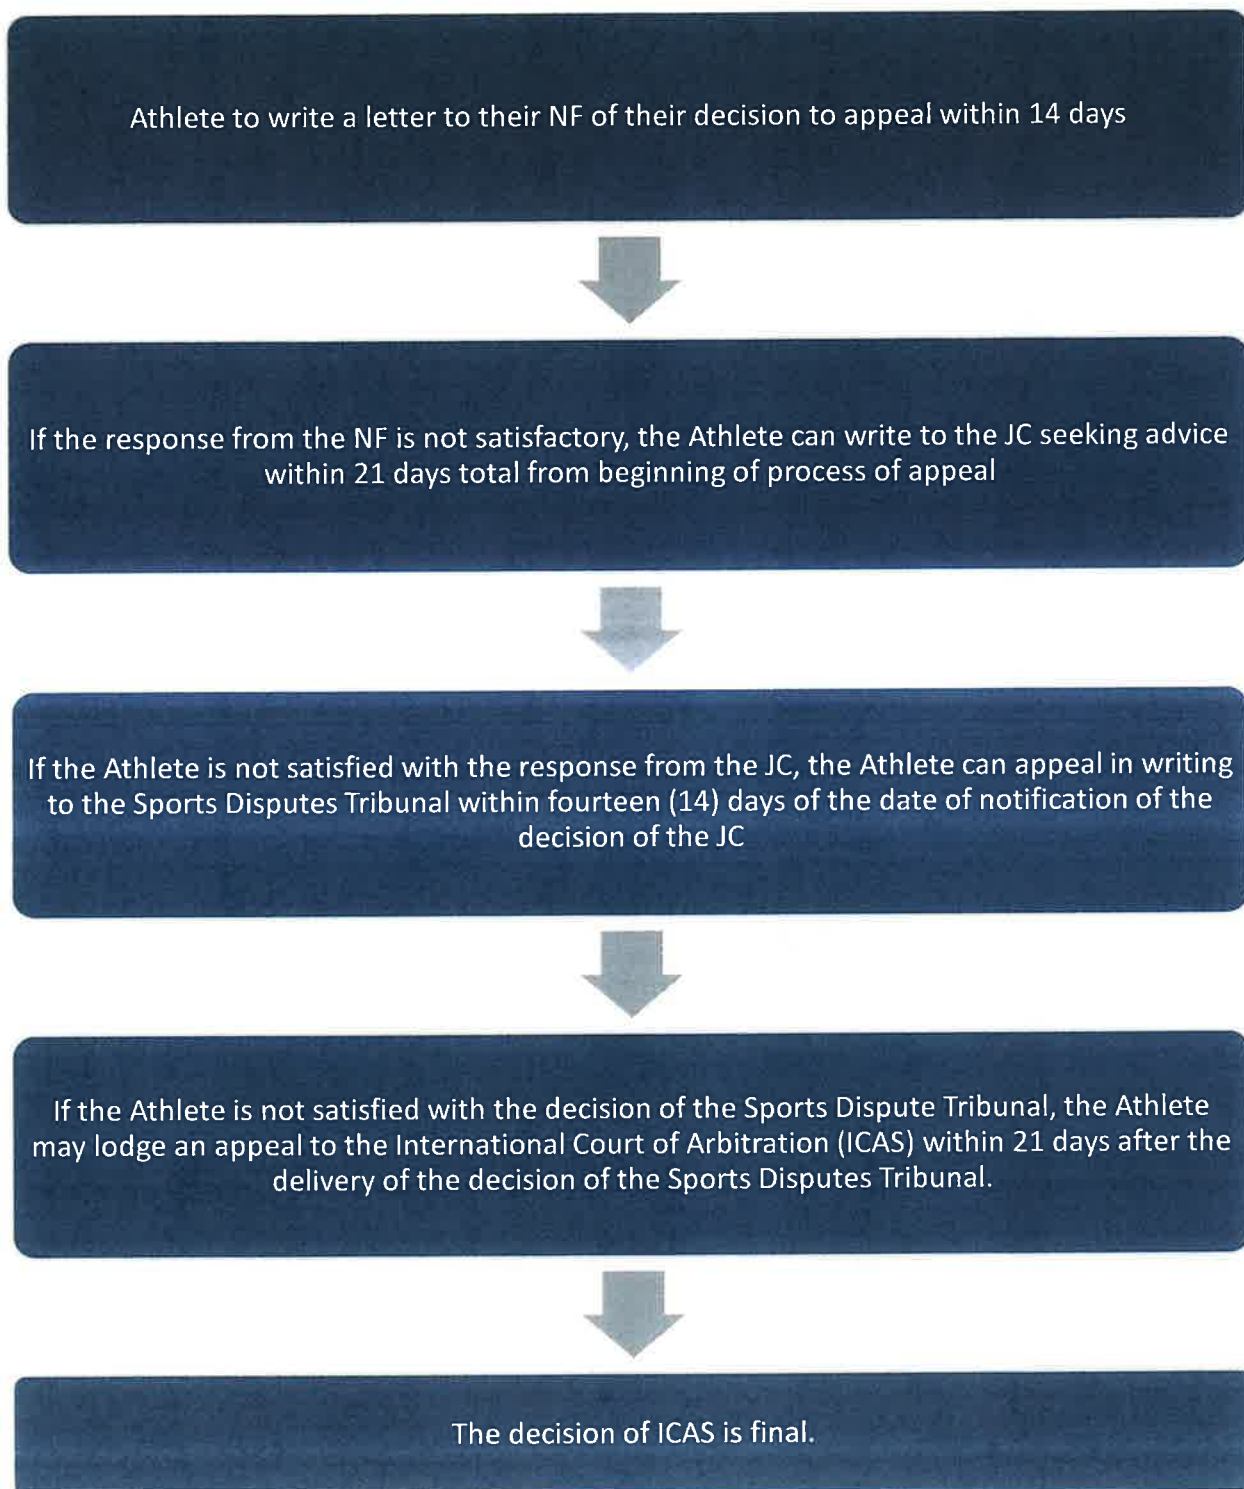 Athlete to write a letter to their NF of their decision to appeal within 14 days
If the response from the NF is not satisfactory, the Athlete can write to the JC seeking advice
within 21 days total from beginning of process of appeal
If the Athlete is not satisfied with the response from the JC, the Athlete can appeal in writing
to the Sports Disputes Tribunal within fourteen (14) days of the date of notification of the
decision of the JC
If the Athlete is not satisfied with the decision of the Sports Dispute Tribunal, the Athlete
may lodge an appeal to the International Court of Arbitration (ICAS) within 21 days after the
delivery of the decision of the Sports Disputes Tribunal.
The decision of ICAS is final.